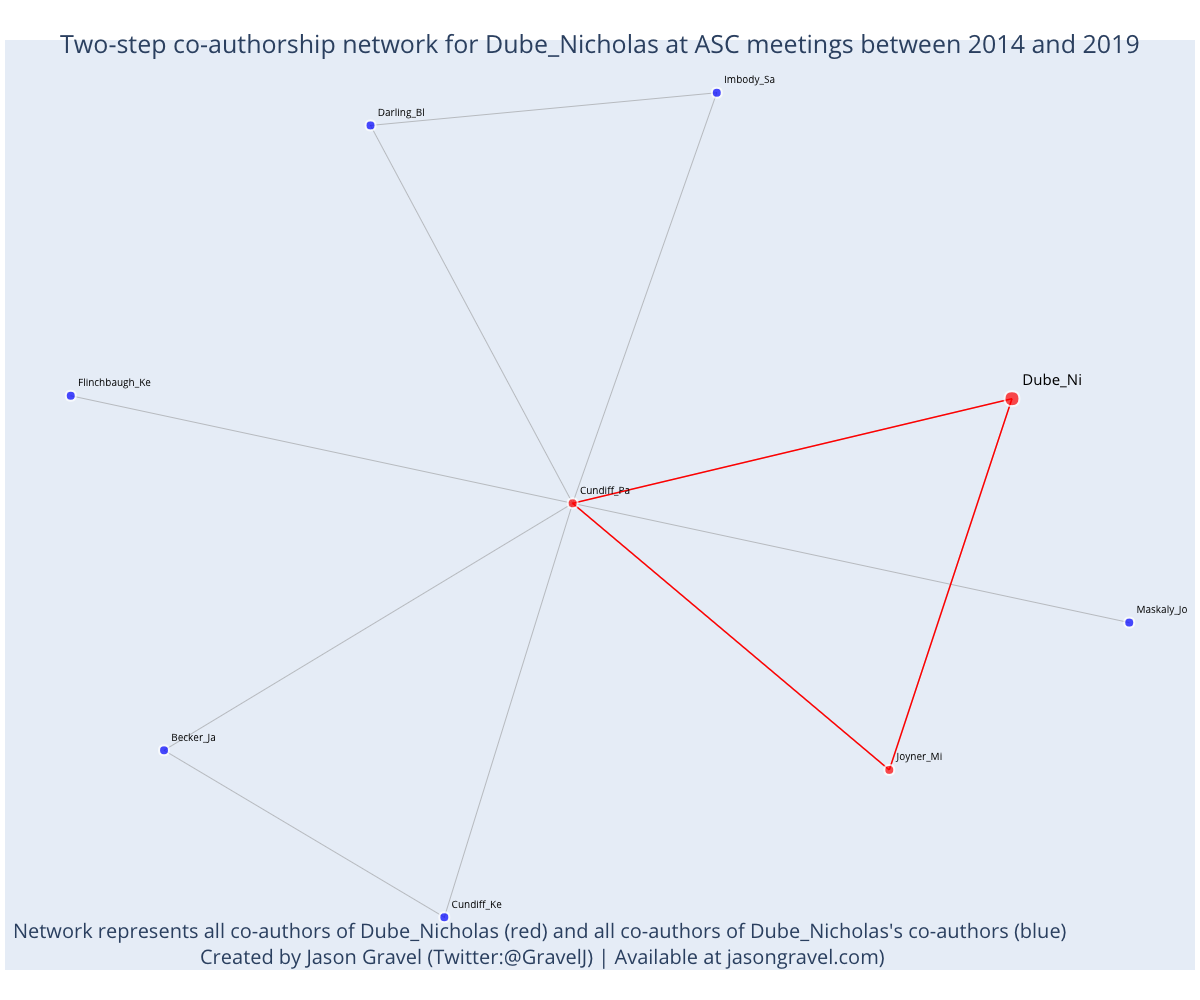 Two-step co-authorship network for Dube_Nicholas at ASC meetings between 2014 and 2019
Imbody_Sa
Darling_Bl
Dube_Ni
Flinchbaugh_Ke
Cundiff_Pa
Maskaly_Jo
Becker_Ja
Joyner_Mi
Cundiff_Ke
Network represents all co-authors of Dube_Nicholas (red) and all co-authors of Dube_Nicholas's co-authors (blue)
Created by Jason Gravel (Twitter:@GravelJ) | Available at jasongravel.com)